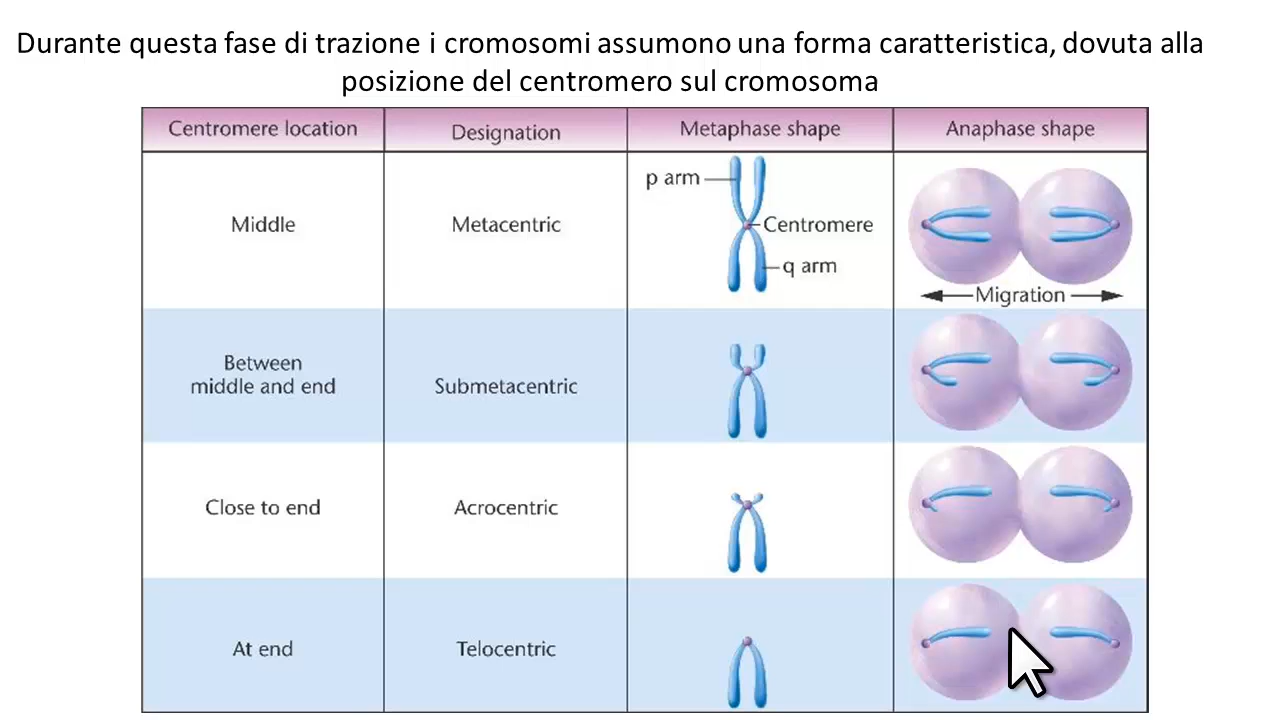 Durante questa fase di trazione i cromosomi assumono una forma caratteristica, dovuta alla
posizione del centromero sul cromosoma
Centromere location
Designation
Metaphase shape
Anaphase shape
Middle
Metacentric
p arm
Centromere
q arm
Migration
Between
middle and end
Submetacentric
Close to end
Acrocentric
At end
Telocentric